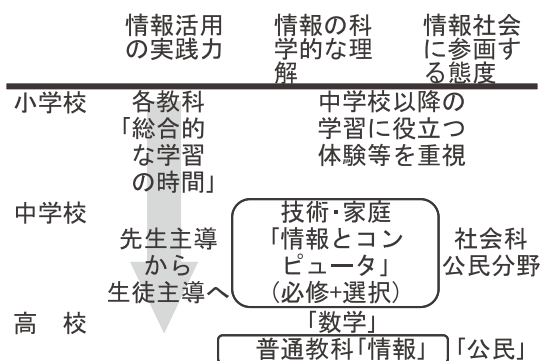 情報活用
の実践力
情報の科
学的な理
解
情報社会
に参画す
る態度
小学校
各教科
「総合的
な学習
の時間」
中学校以降の
学習に役立つ
体験等を重視
中学校
先生主導
から
生徒主導へ
技術・家庭
「情報とコン
ピュータ」
(必修+選択)
社会科
公民分野
高　校
「数学」
普通教科「情報」
「公民」